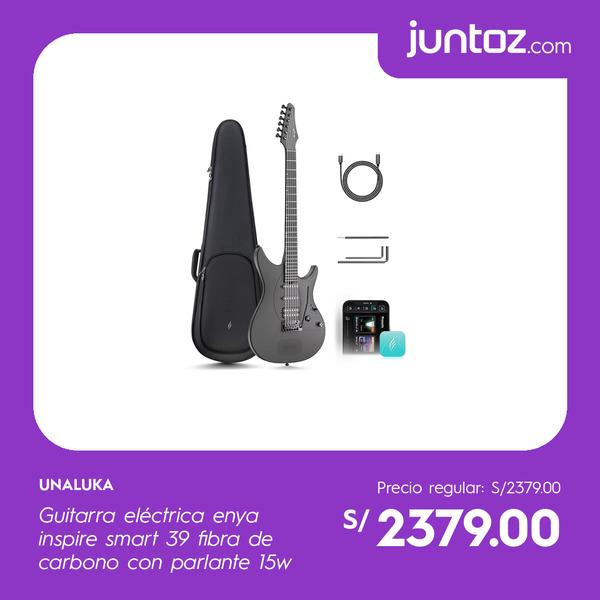 juntoz.com
UNALUKA
Guitarra eléctrica enya
inspire smart 39 fibra de
carbono con parlante 15w
Precio regular: S/2379.00
S/ 2379.00